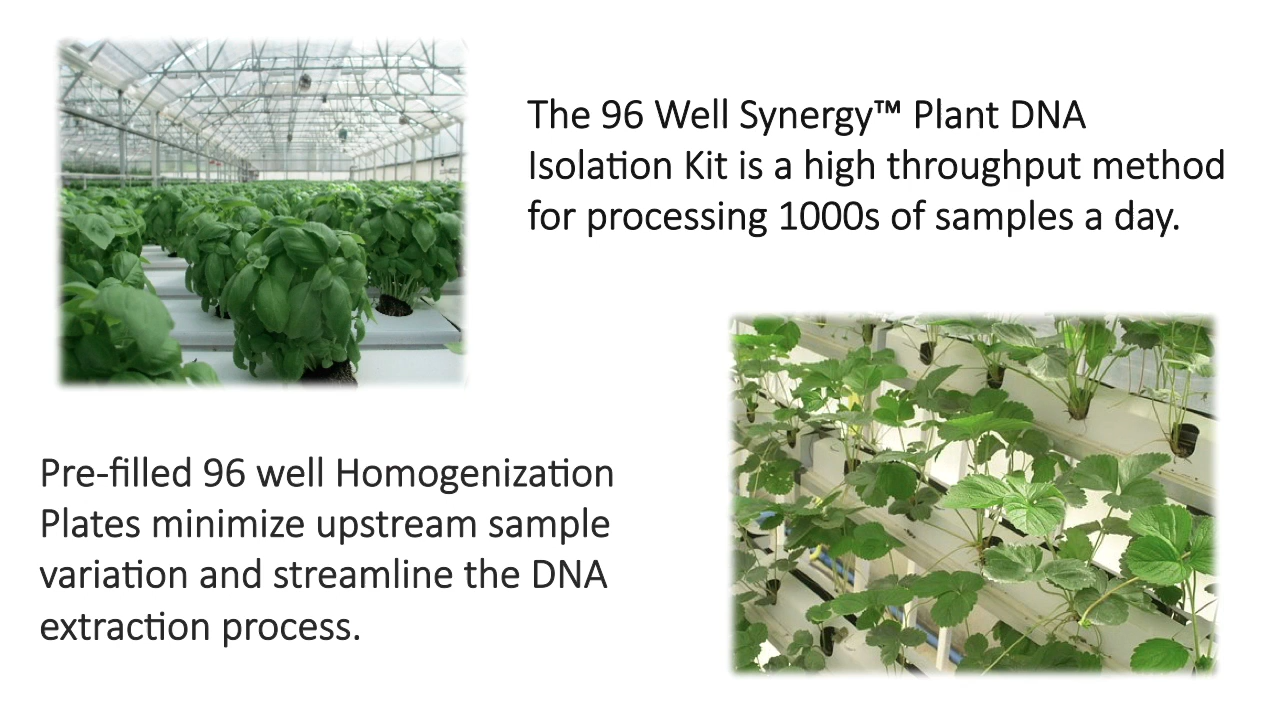 The 96 Well Synergy™ Plant DNA
Isolation Kit is a high throughput method
for processing 1000s of samples a day.
Pre-filled 96 well Homogenization
Plates minimize upstream sample
variation and streamline the DNA
extraction process.